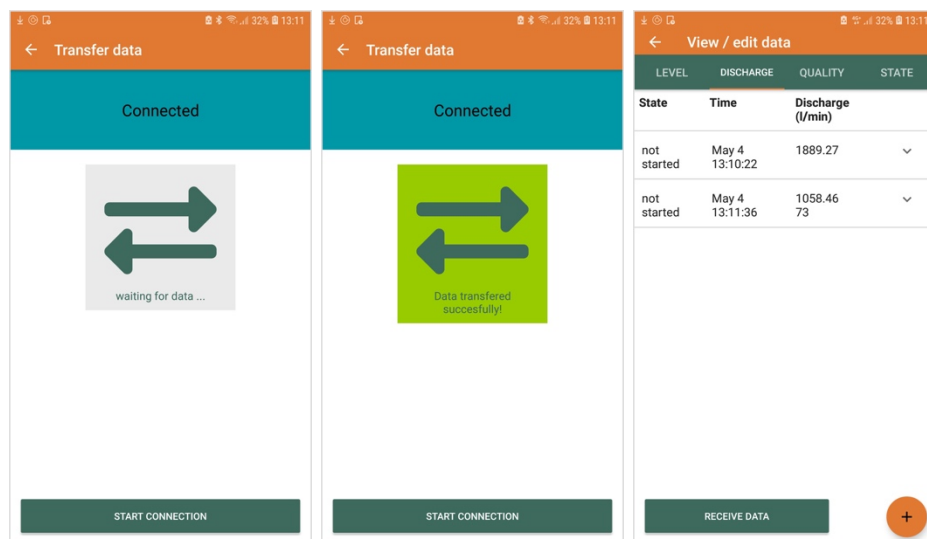 32% 13:11
Transfer data
Connected
waiting for data ...
START CONNECTION
32% 13:11
Transfer data
Connected
Data transfered
succesfully!
START CONNECTION
32% 13:11
View / edit data
LEVEL DISCHARGE QUALITY STATE
State Time Discharge
(l/min)
not May 4 1889.27
started 13:10:22
not May 4 1058.46
started 13:11:36 73
RECEIVE DATA
+